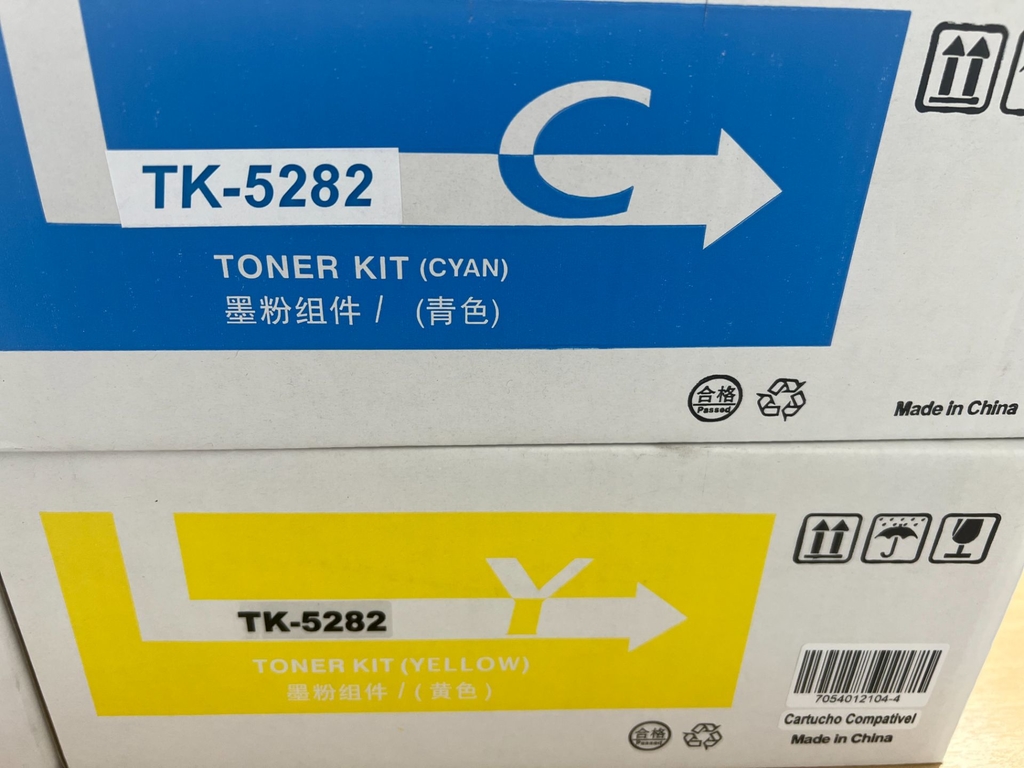 C
TK-5282
TONER KIT (CYAN)
墨粉组件 / (青色)
合格
Passed
Made in China
Y
TK-5282
TONER KIT (YELLOW)
墨粉组件 / (黄色)
合格
Passed
7054012104-4
Cartucho Compatível
Made in China